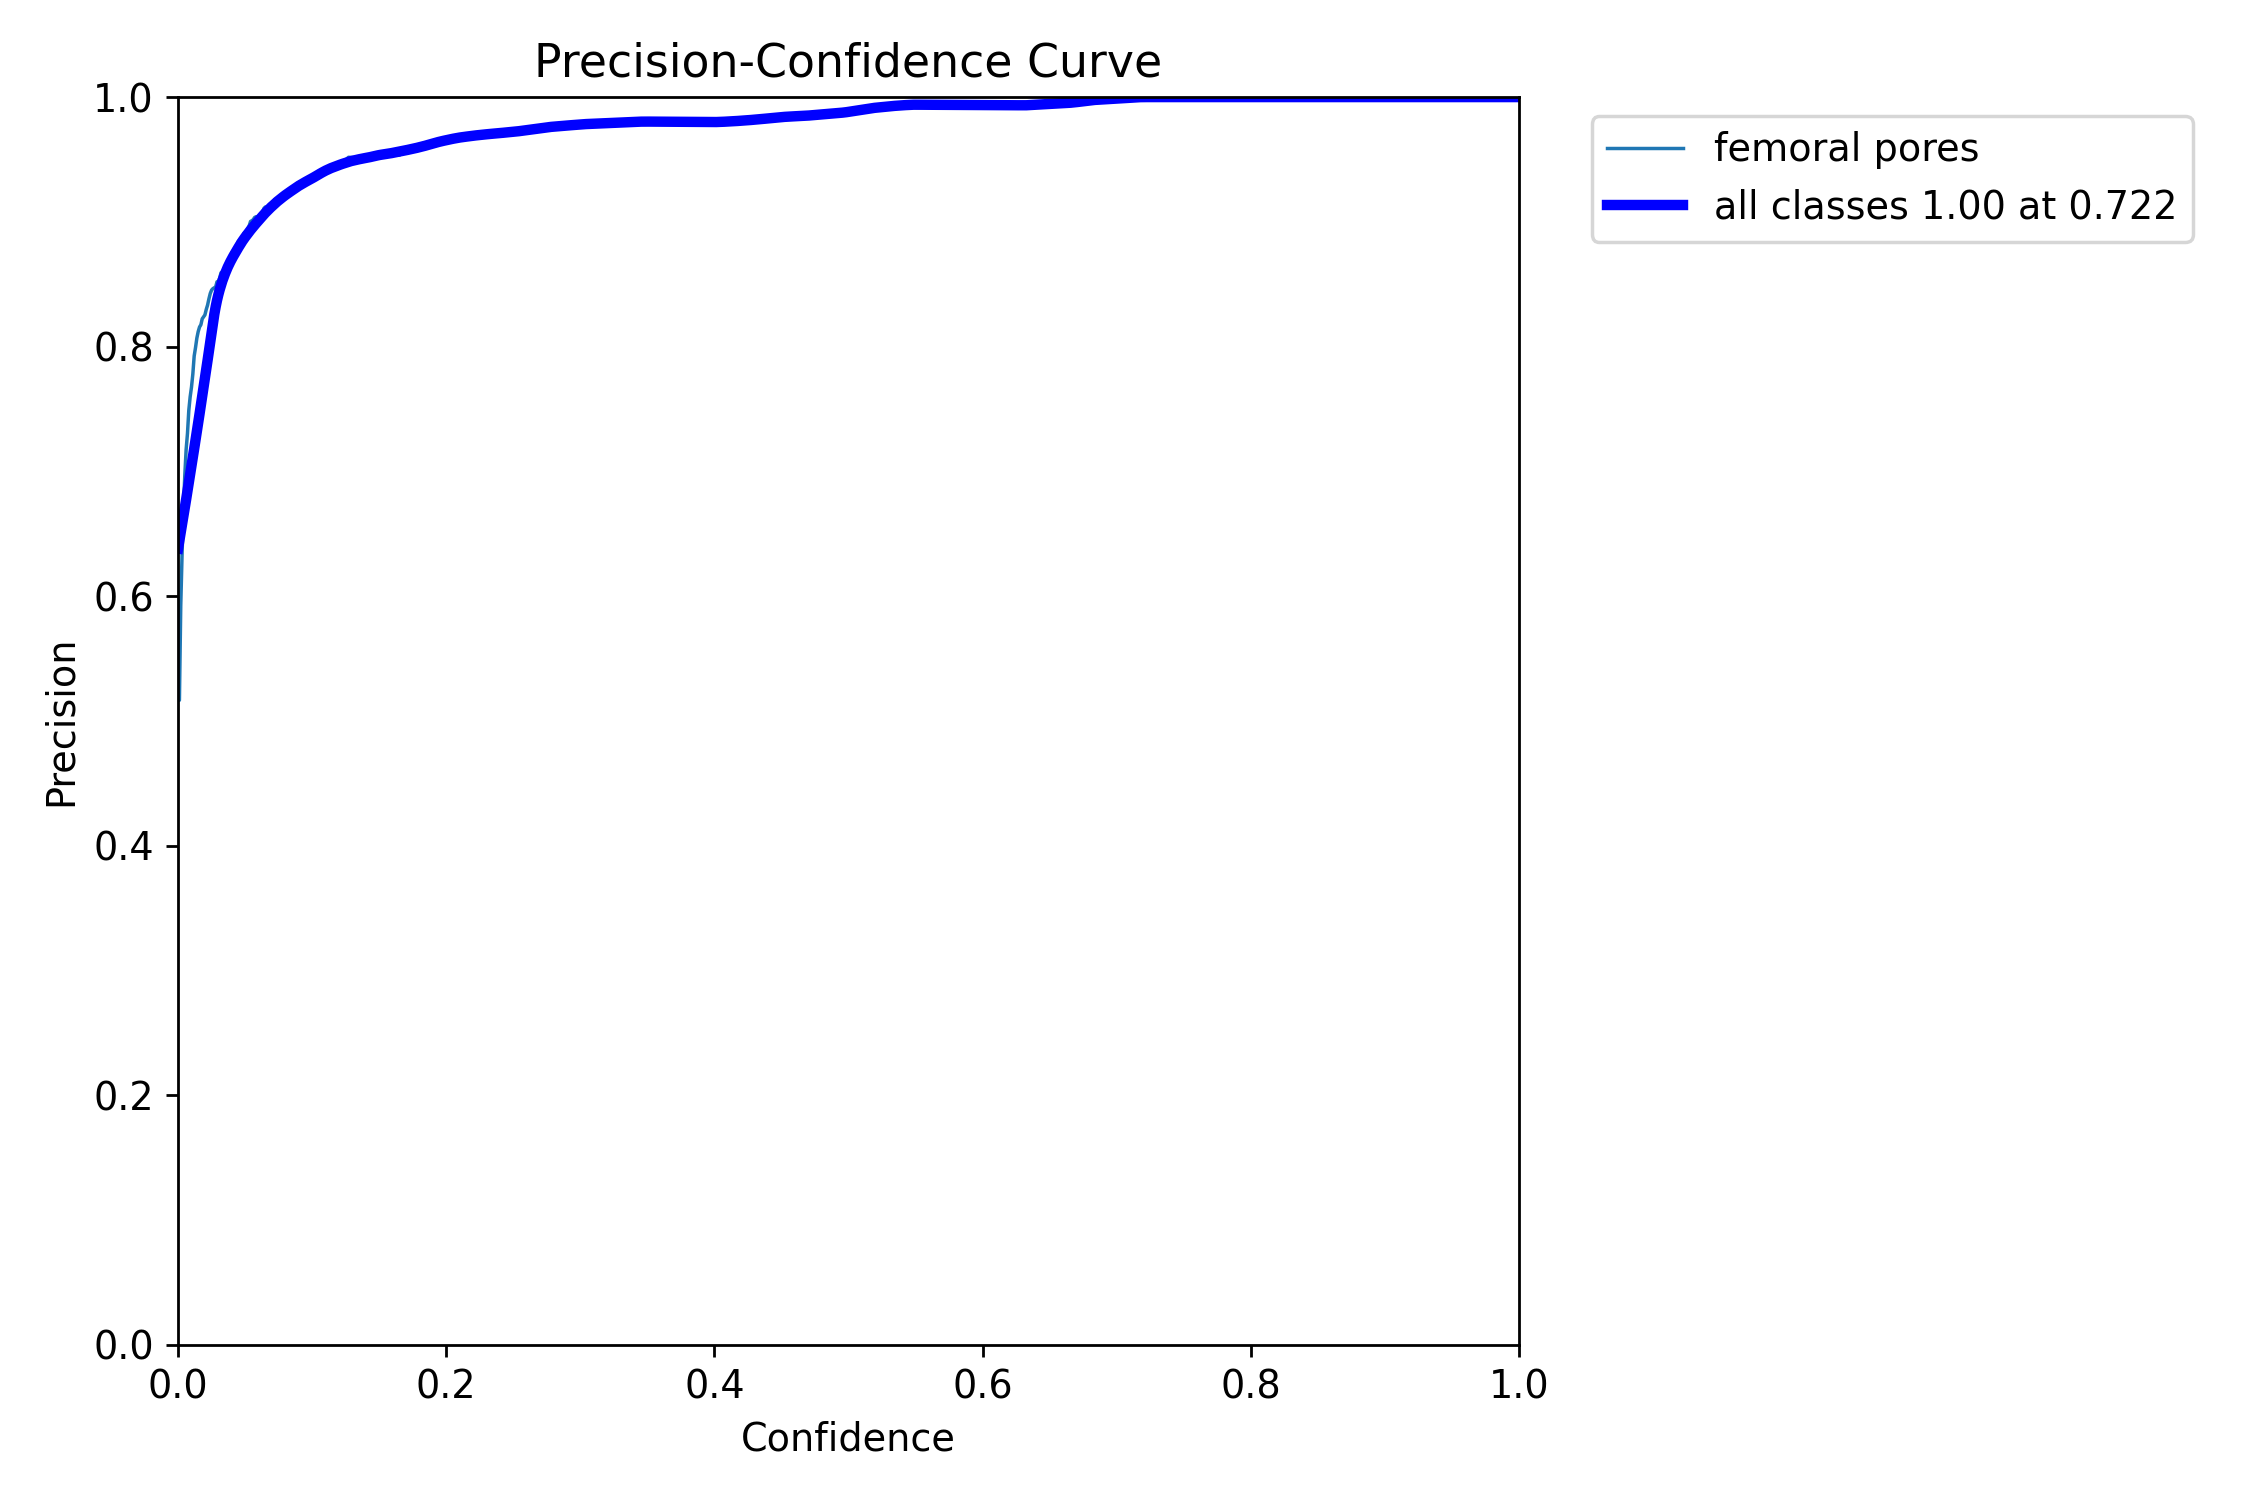 Precision-Confidence Curve
1.0
0.8
0.6
0.4
0.2
0.0
Precision
0.0 0.2 0.4 0.6 0.8 1.0
Confidence
femoral pores
all classes 1.00 at 0.722